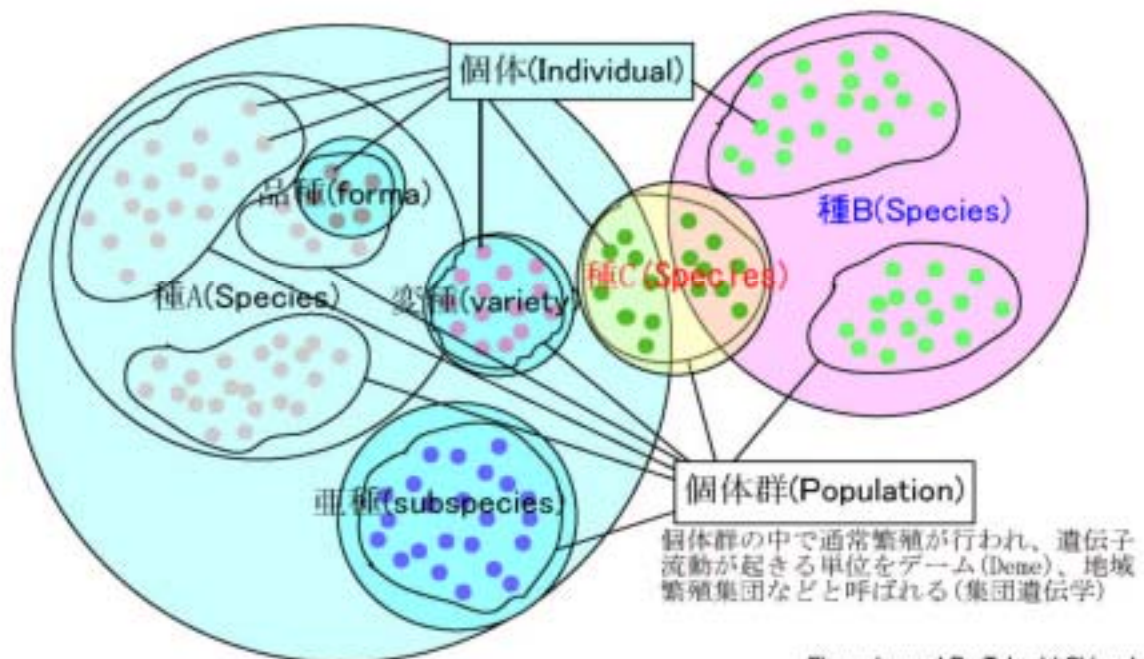 個体(Individual)
品種(forma)
種B(Species)
種A(Species)
変種(variety)
種C(Species)
亜種(subspecies)
個体群(Population)
個体群の中で通常繁殖が行われ、遺伝子
流動が起きる単位をデーム(Deme)、地域
繁殖集団などと呼ばれる(集団遺伝学)